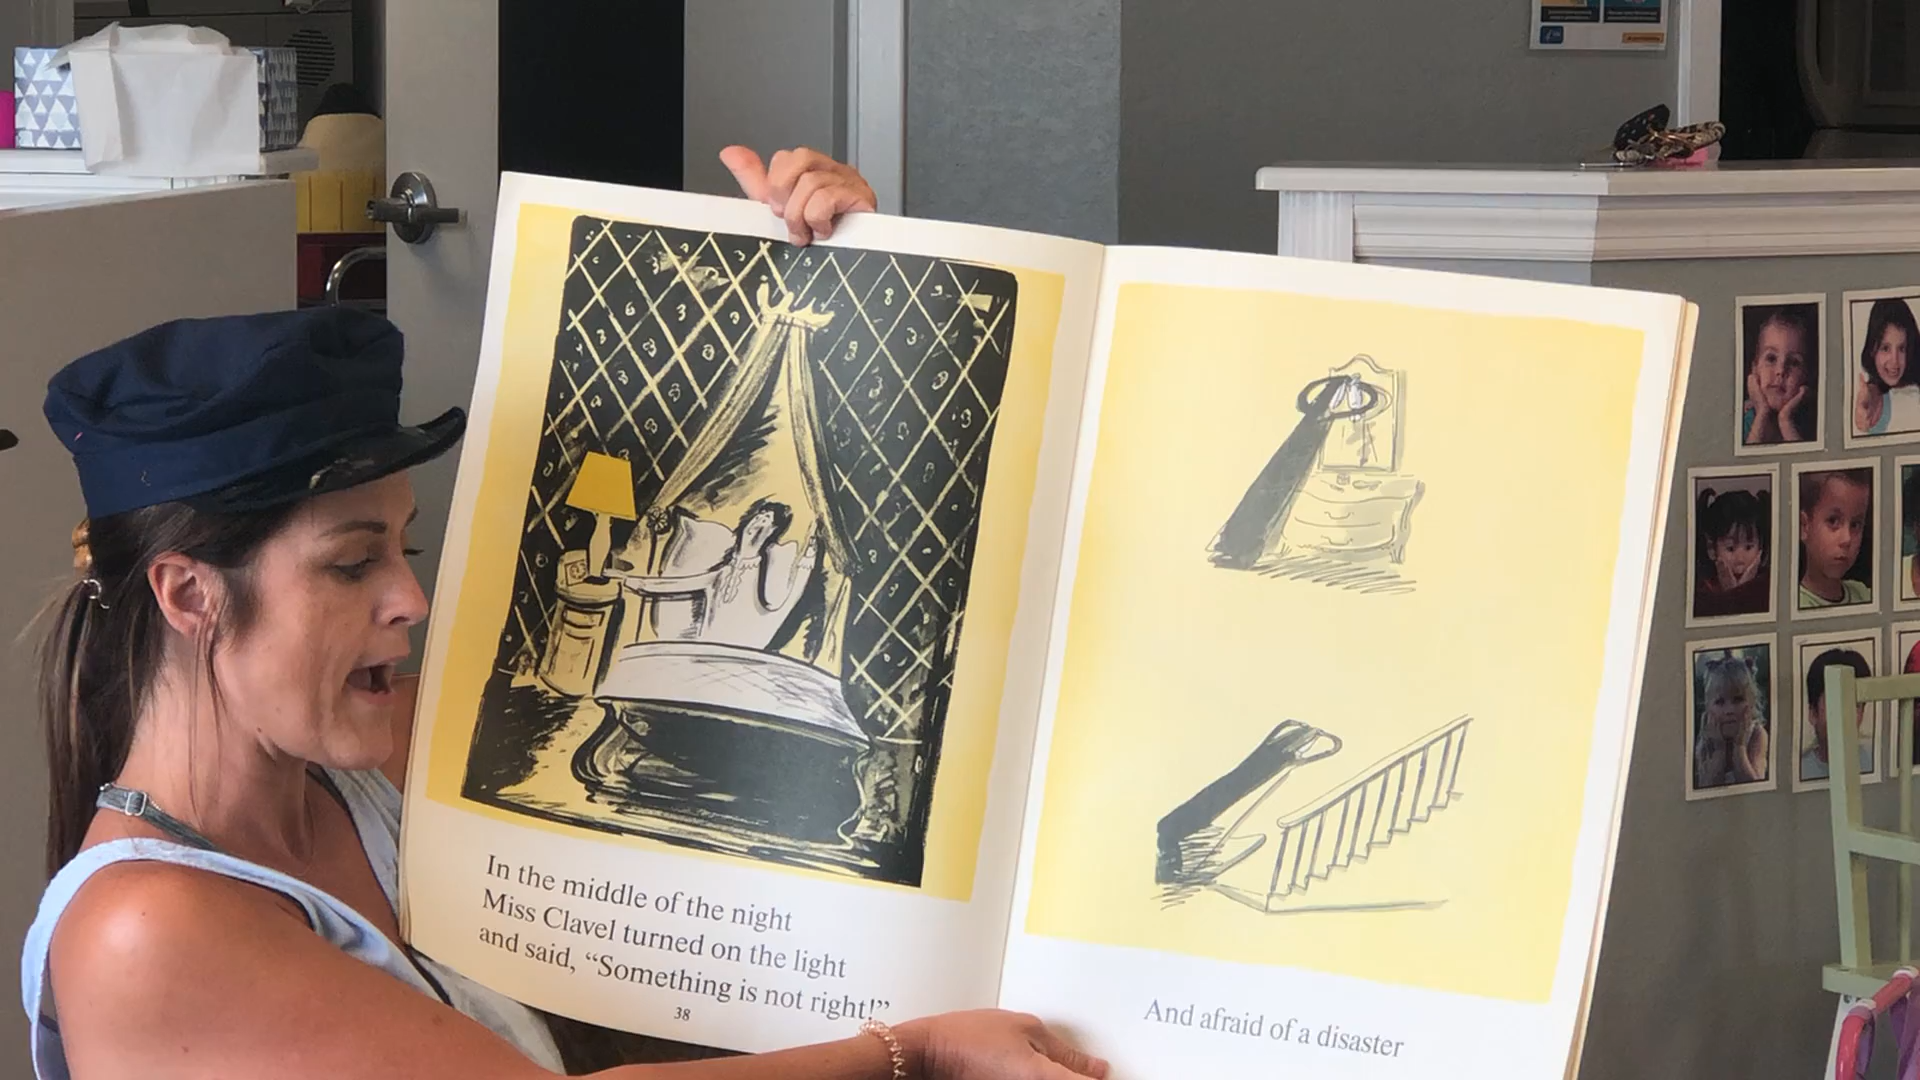 In the middle of the night
Miss Clavel turned on the light
and said, “Something is not right!”
38
And afraid of a disaster